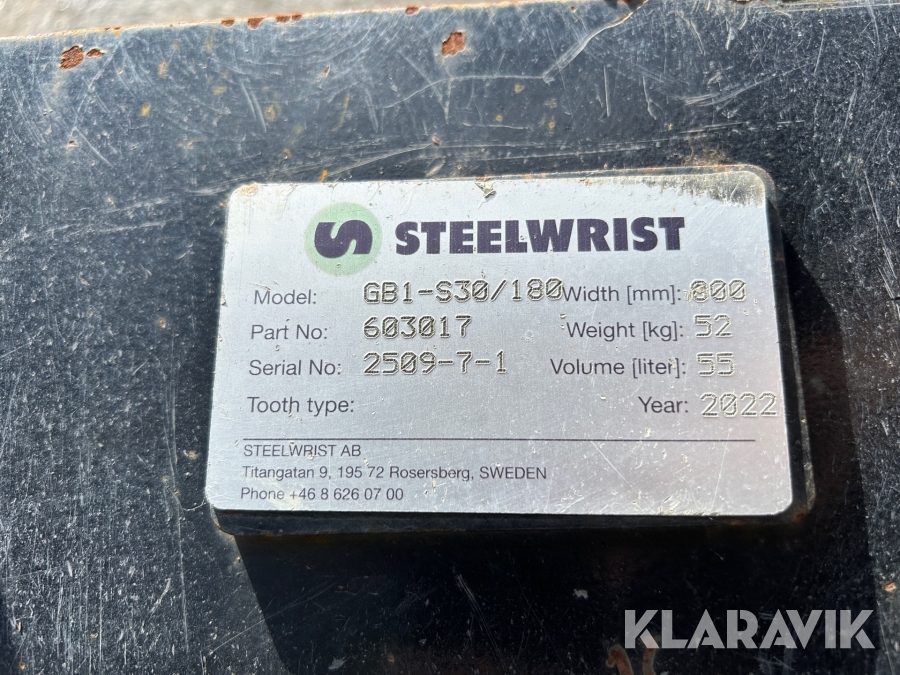 STEELWRIST
Model: GB1-S30/180 Width [mm]: 800
Part No: 603017 Weight [kg]: 52
Serial No: 2509-7-1 Volume [liter]: 55
Tooth type: Year: 2022
STEELWRIST AB
Titangatan 9, 195 72 Rosersberg, SWEDEN
Phone +46 8 626 07 00
KLARAVIK